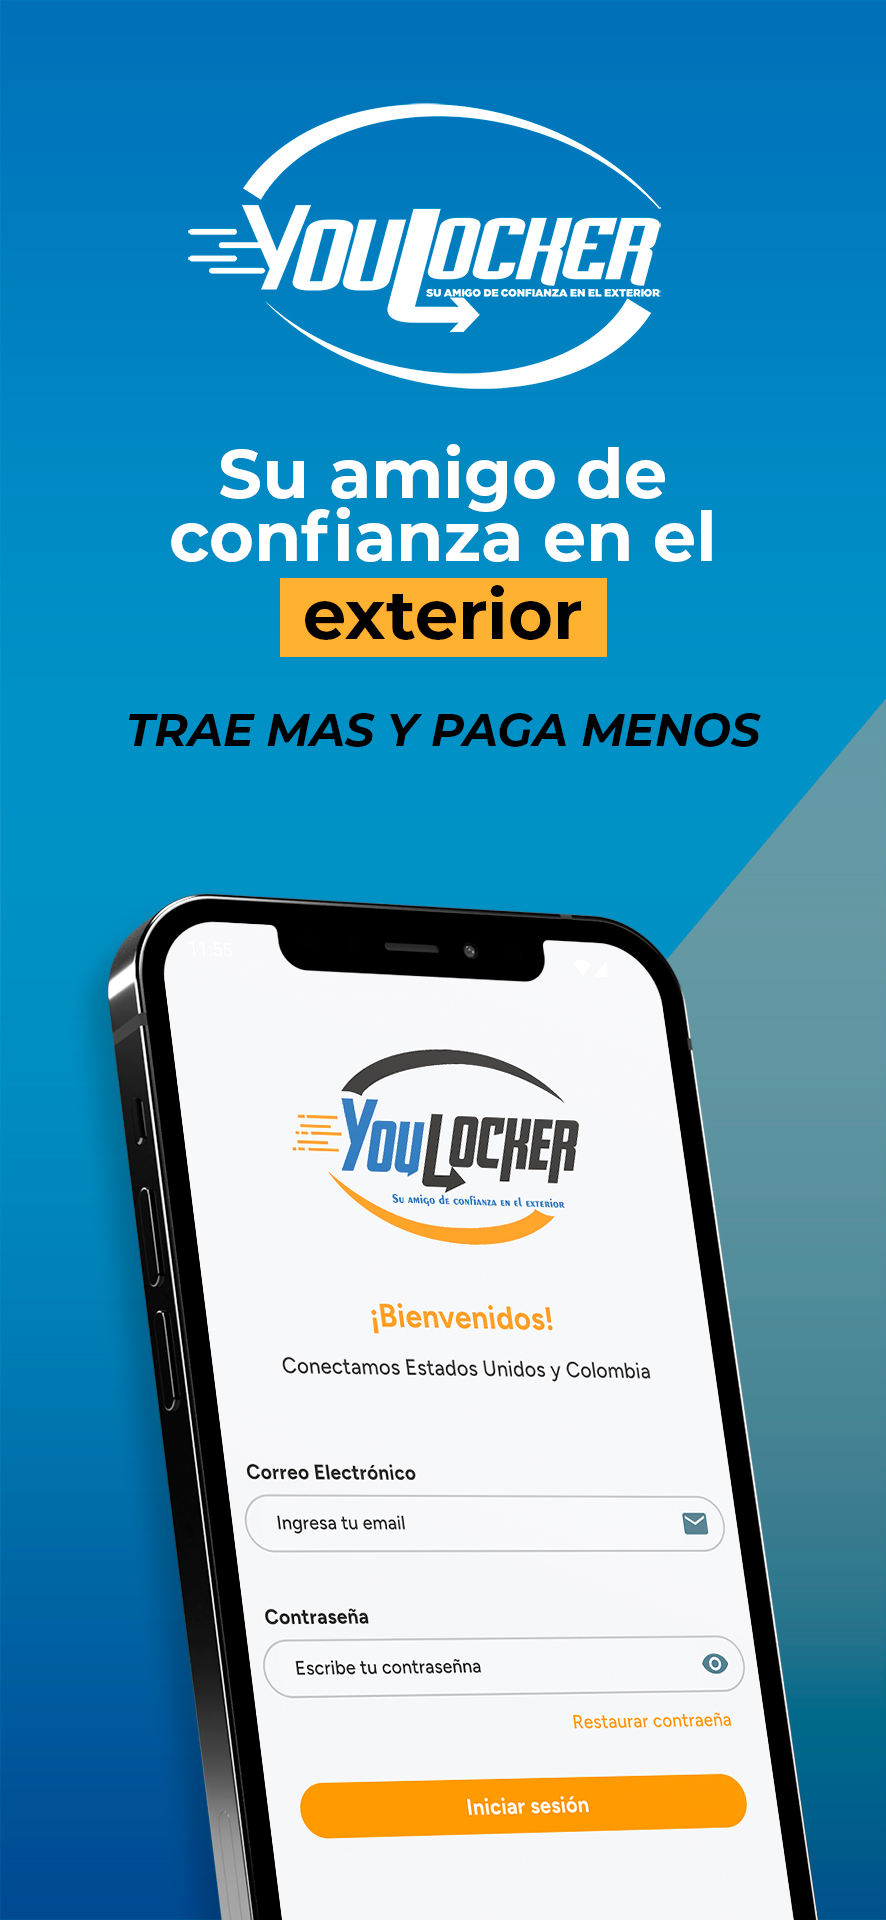 YOULOCKER
SU AMIGO DE CONFIANZA EN EL EXTERIOR
Su amigo de
confianza en el
exterior
TRAE MAS Y PAGA MENOS
11:55
YOULOCKER
Su amigo de confianza en el exterior
¡Bienvenidos!
Conectamos Estados Unidos y Colombia
Correo Electrónico
Ingresa tu email
Contraseña
Escribe tu contraseñna
Restaurar contraeña
Iniciar sesión